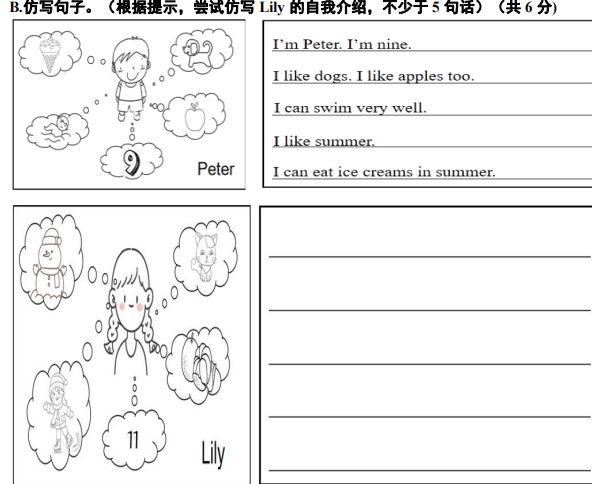 B.仿写句子。（根据提示，尝试仿写 Lily 的自我介绍，不少于 5 句话）（共 6 分）
I'm Peter. I'm nine.
I like dogs. I like apples too.
I can swim very well.
I like summer.
I can eat ice creams in summer.
9
Peter
11
Lily